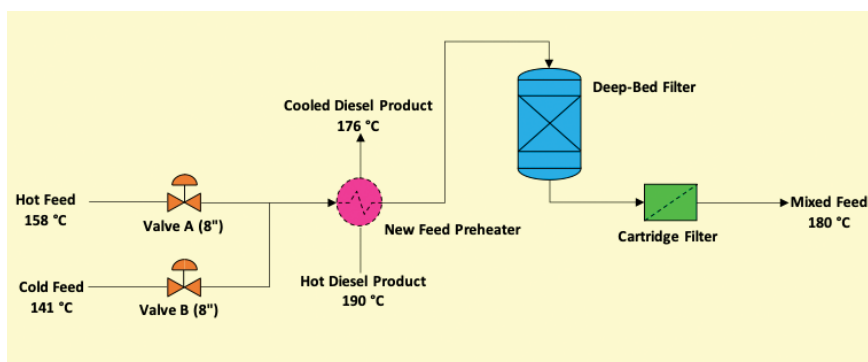 Cooled Diesel Product
176 °C
Deep-Bed Filter
Hot Feed
158 °C
Valve A (8")
New Feed Preheater
Mixed Feed
180 °C
Cartridge Filter
Cold Feed
141 °C
Valve B (8")
Hot Diesel Product
190 °C